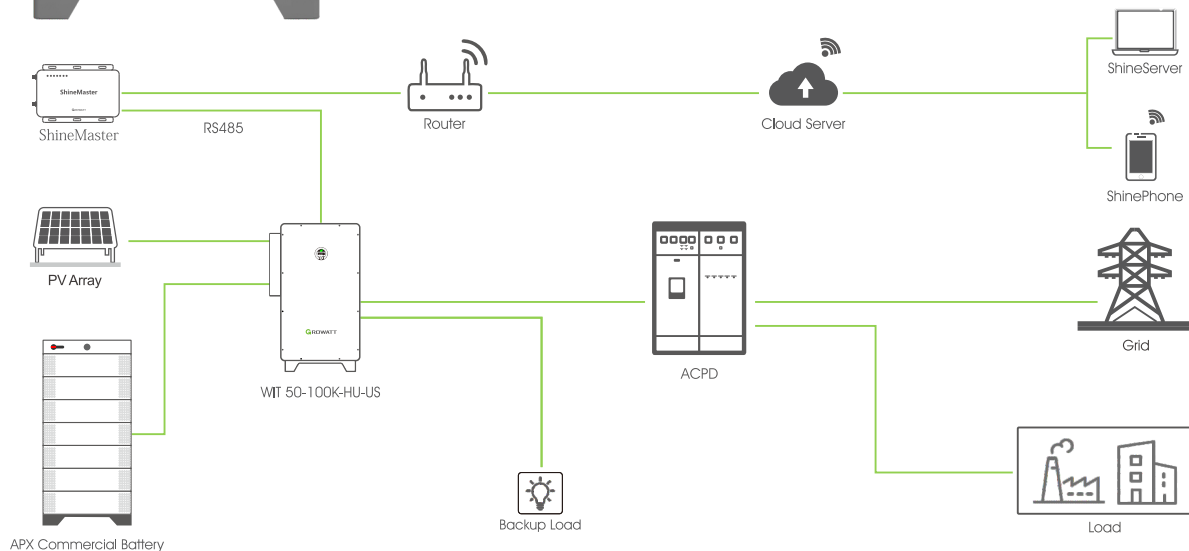 ShineMaster
GROWATT
ShineMaster
RS485
Router
Cloud Server
ShineServer
ShinePhone
PV Array
GROWATT
WIT 50-100K-HU-US
ACPD
Grid
APX Commercial Battery
Backup Load
Load